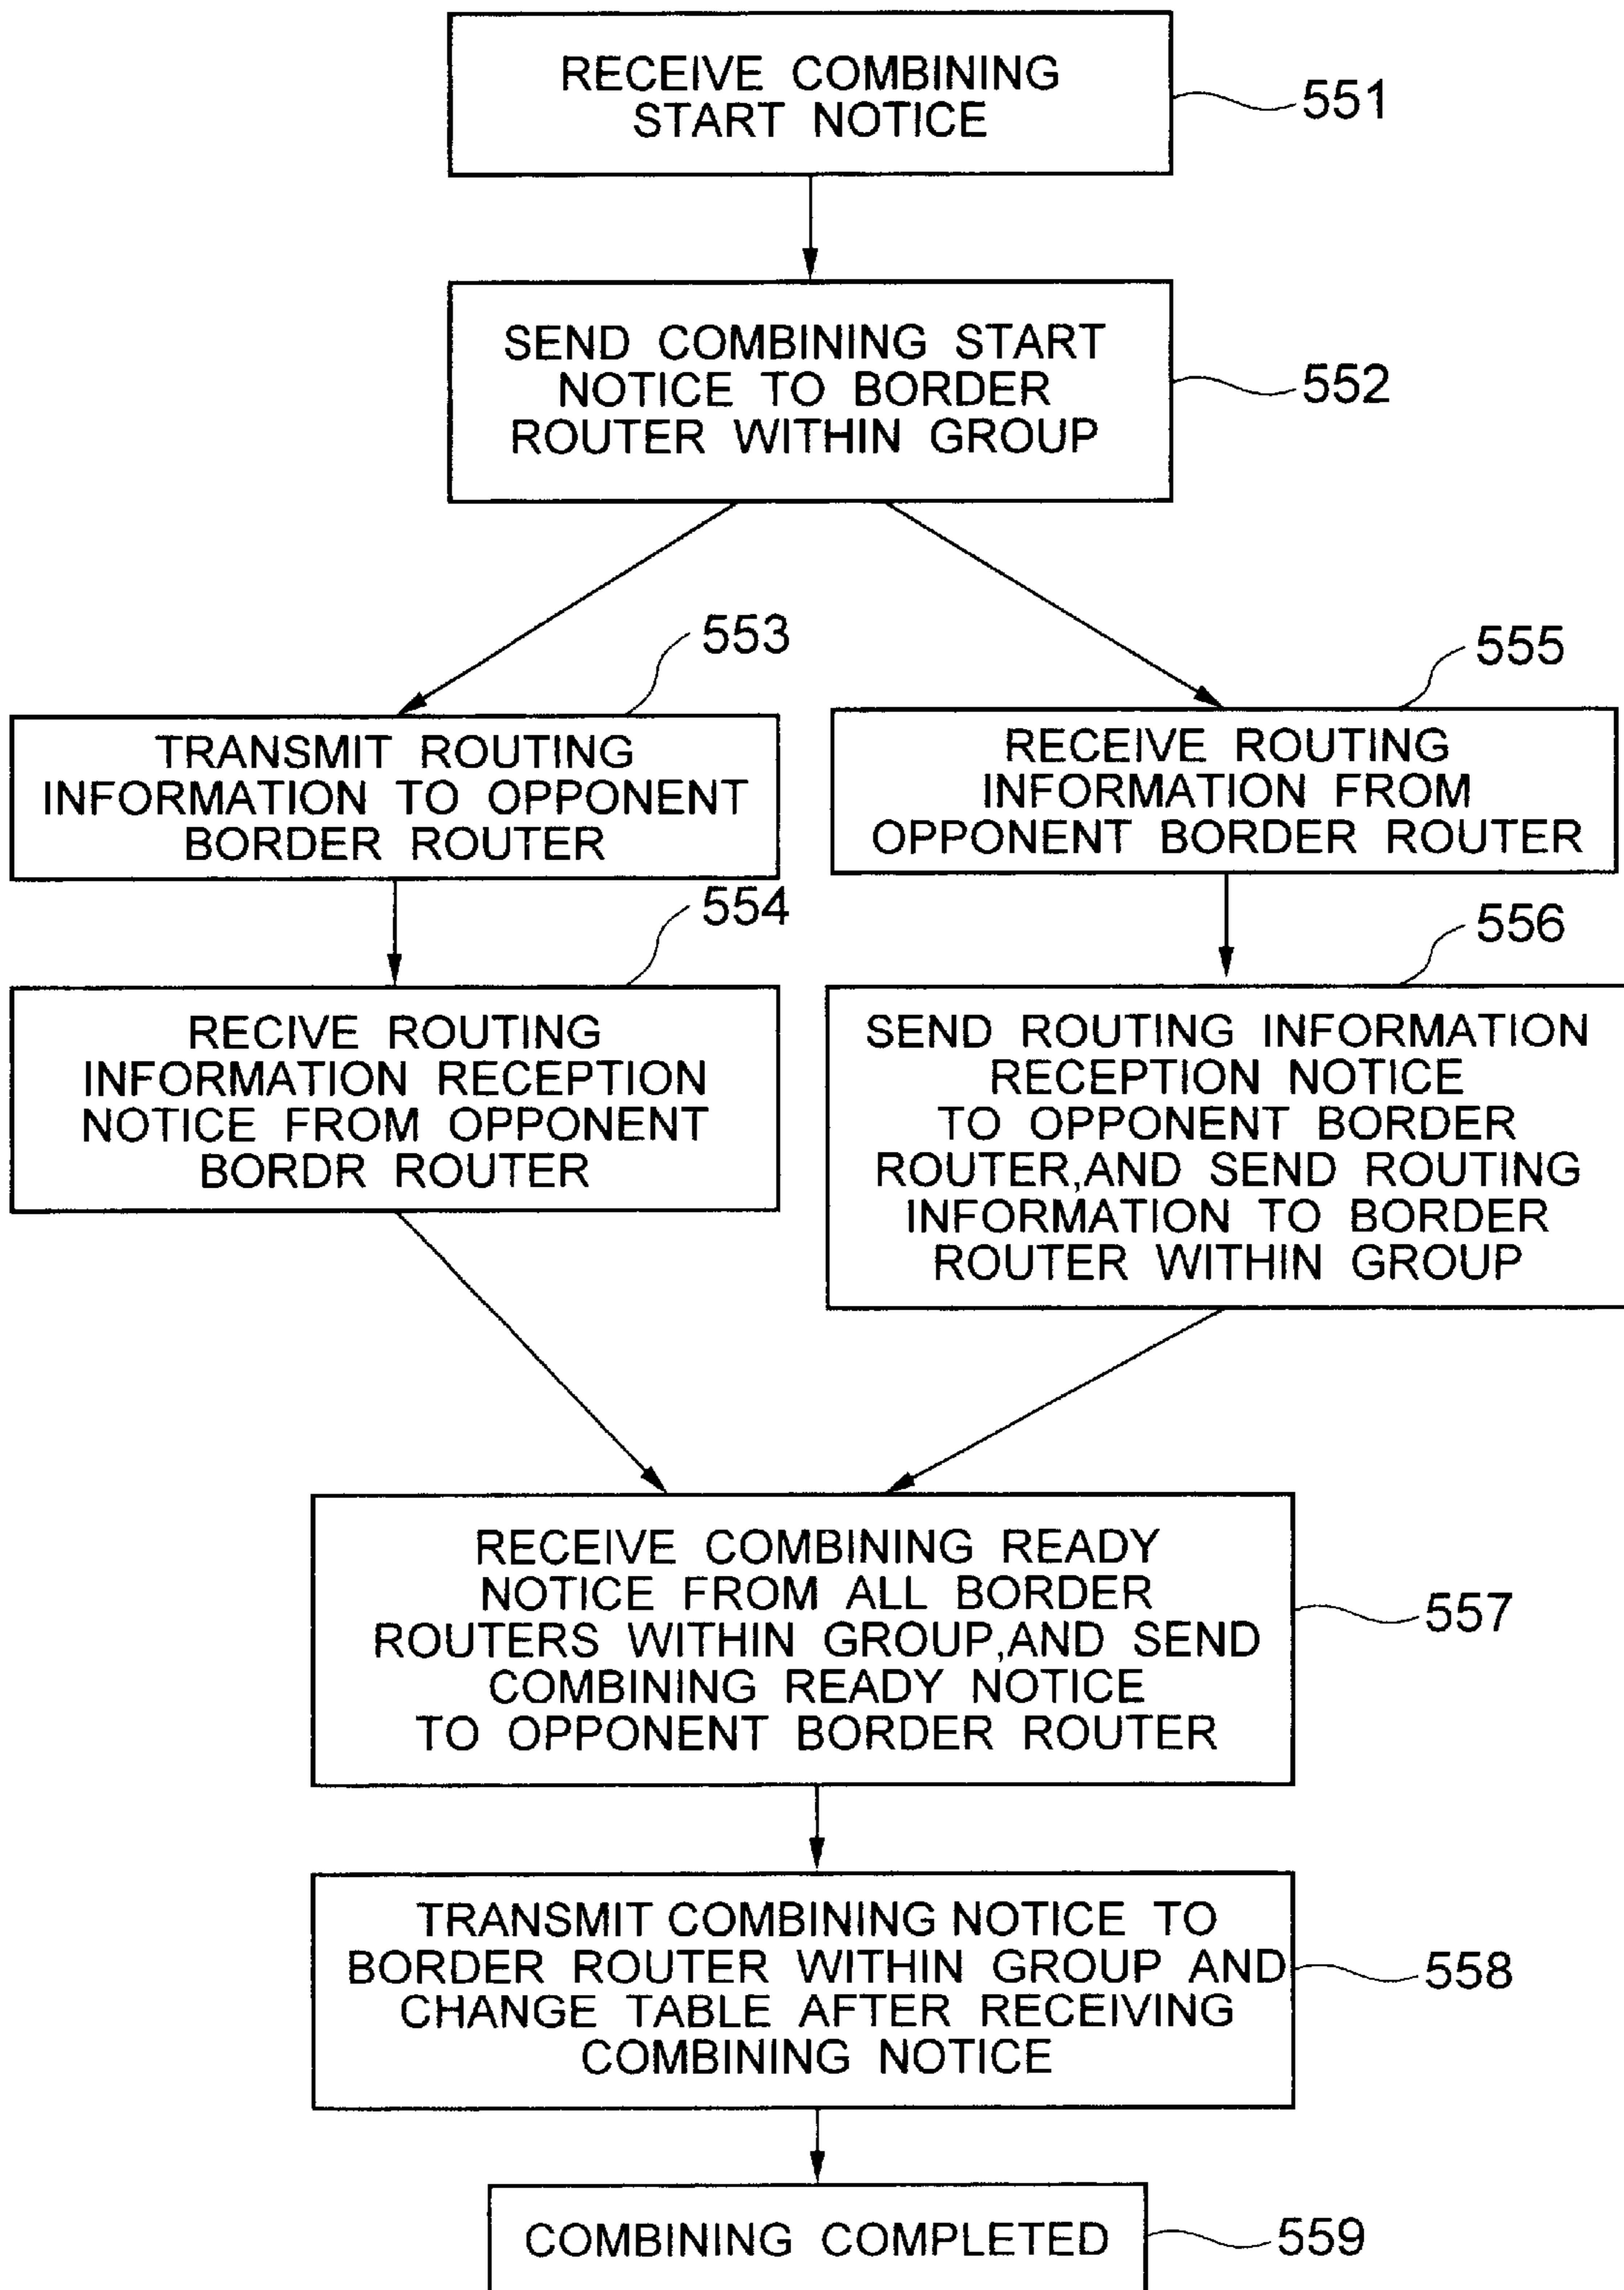 RECEIVE COMBINING
START NOTICE
551
SEND COMBINING START
NOTICE TO BORDER
ROUTER WITHIN GROUP
552
553
TRANSMIT ROUTING
INFORMATION TO OPPONENT
BORDER ROUTER
555
RECEIVE ROUTING
INFORMATION FROM
OPPONENT BORDER ROUTER
554
RECIVE ROUTING
INFORMATION RECEPTION
NOTICE FROM OPPONENT
BORDR ROUTER
556
SEND ROUTING INFORMATION
RECEPTION NOTICE
TO OPPONENT BORDER
ROUTER,AND SEND ROUTING
INFORMATION TO BORDER
ROUTER WITHIN GROUP
RECEIVE COMBINING READY
NOTICE FROM ALL BORDER
ROUTERS WITHIN GROUP,AND SEND
COMBINING READY NOTICE
TO OPPONENT BORDER ROUTER
557
TRANSMIT COMBINING NOTICE TO
BORDER ROUTER WITHIN GROUP AND
CHANGE TABLE AFTER RECEIVING
COMBINING NOTICE
558
COMBINING COMPLETED
559